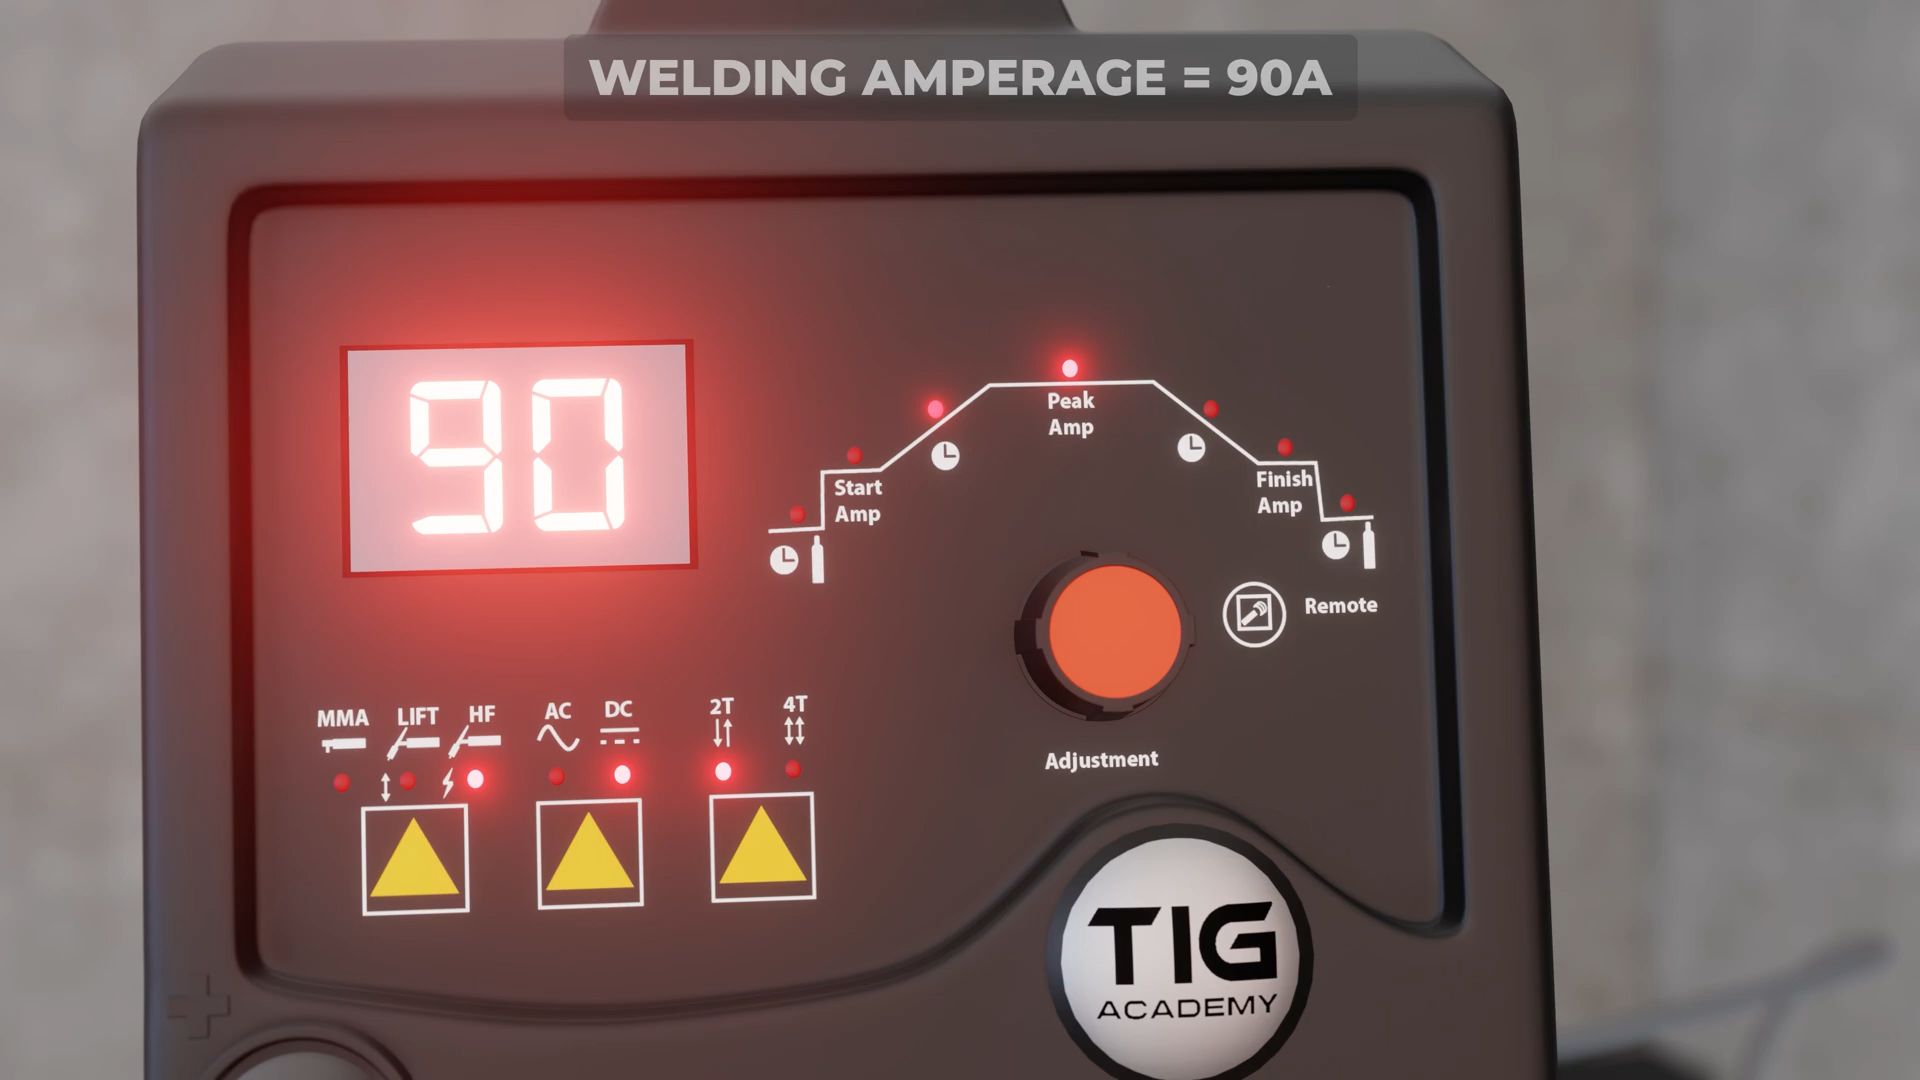 WELDING AMPERAGE = 90A
90
Peak
Amp
Start
Amp
Finish
Amp
Remote
MMA LIFT HF AC DC 2T 4T
Adjustment
TIG
ACADEMY